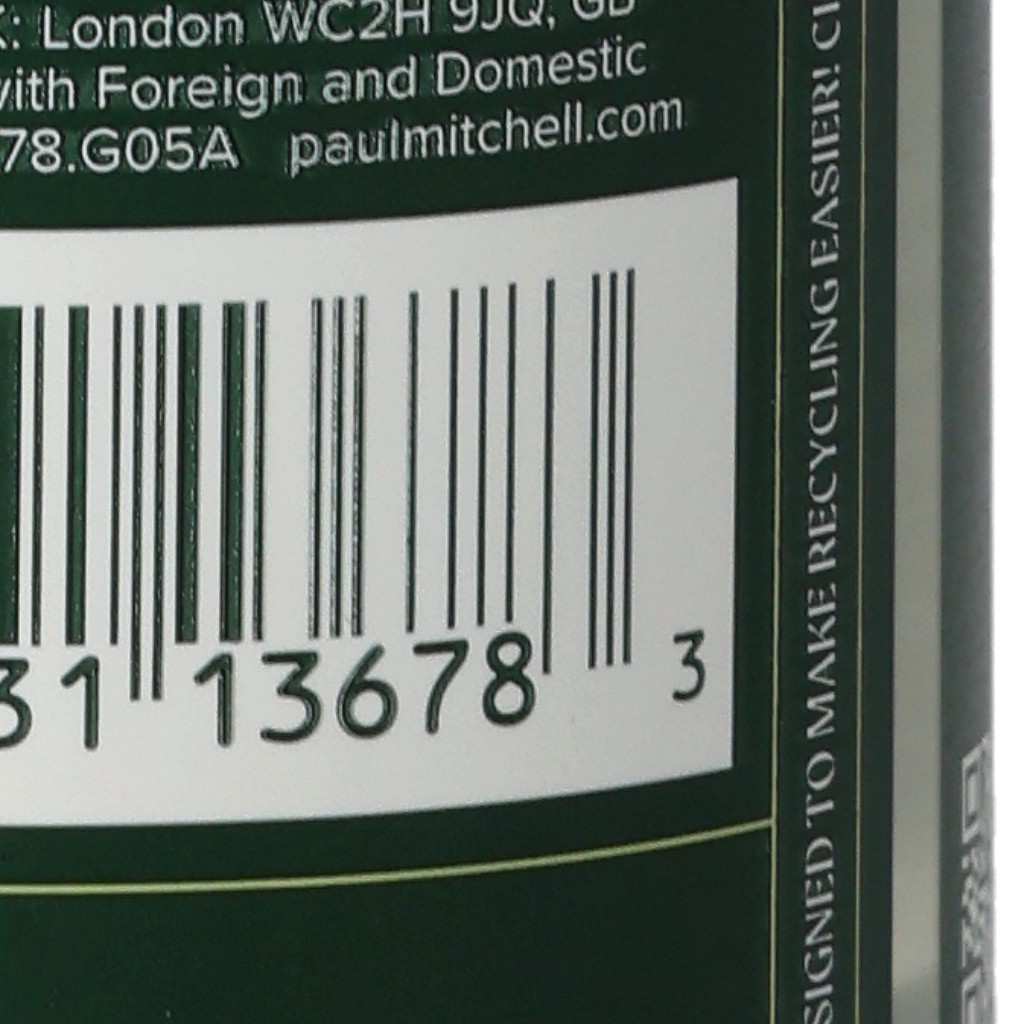 London WC2H 9JQ, GB
with Foreign and Domestic
78.G05A paulmitchell.com
31 13678 3
SIGNED TO MAKE RECYCLING EASIER!